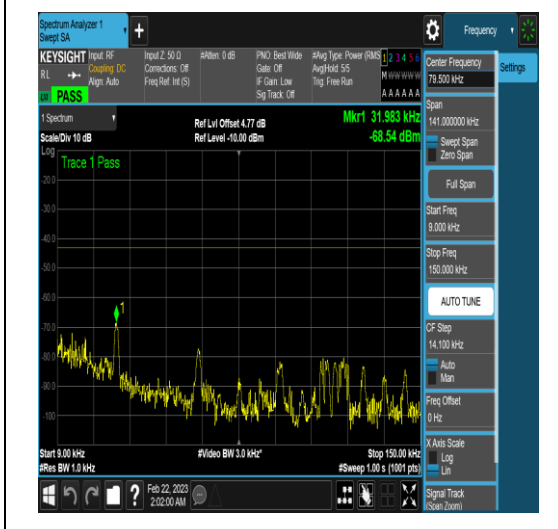 Spectrum Analyzer 1
Swept SA
+
Frequency
KEYSIGHT
Input: RF
Coupling: DC
Align: Auto
Input Z: 50 Ω
Corrections: Off
Freq Ref: Int (S)
#Atten: 0 dB
PNO: Best Wide
Gate: Off
IF Gain: Low
Sig Track: Off
#Avg Type: Power (RMS
Avg|Hold: 5/5
Trig: Free Run
1 2 3 4 5 6
M W W W W W
A A A A A A
RL
PASS
Center Frequency
79.500 kHz
Settings
Span
141.000000 kHz
Swept Span
Zero Span
Full Span
Start Freq
9.000 kHz
Stop Freq
150.000 kHz
AUTO TUNE
CF Step
14.100 kHz
Auto
Man
Freq Offset
0 Hz
X Axis Scale
Log
Lin
Signal Track
(Span Zoom)
1 Spectrum
Scale/Div 10 dB
Ref Lvl Offset 4.77 dB
Ref Level -10.00 dBm
Mkr1 31.983 kHz
-68.54 dBm
Log
Trace 1 Pass
-20.0
-30.0
-40.0
-50.0
-60.0
-70.0
-80.0
-90.0
-100
1
Start 9.00 kHz
#Res BW 1.0 kHz
#Video BW 3.0 kHz*
Stop 150.00 kHz
#Sweep 1.00 s (1001 pts)
?
Feb 22, 2023
2:02:00 AM